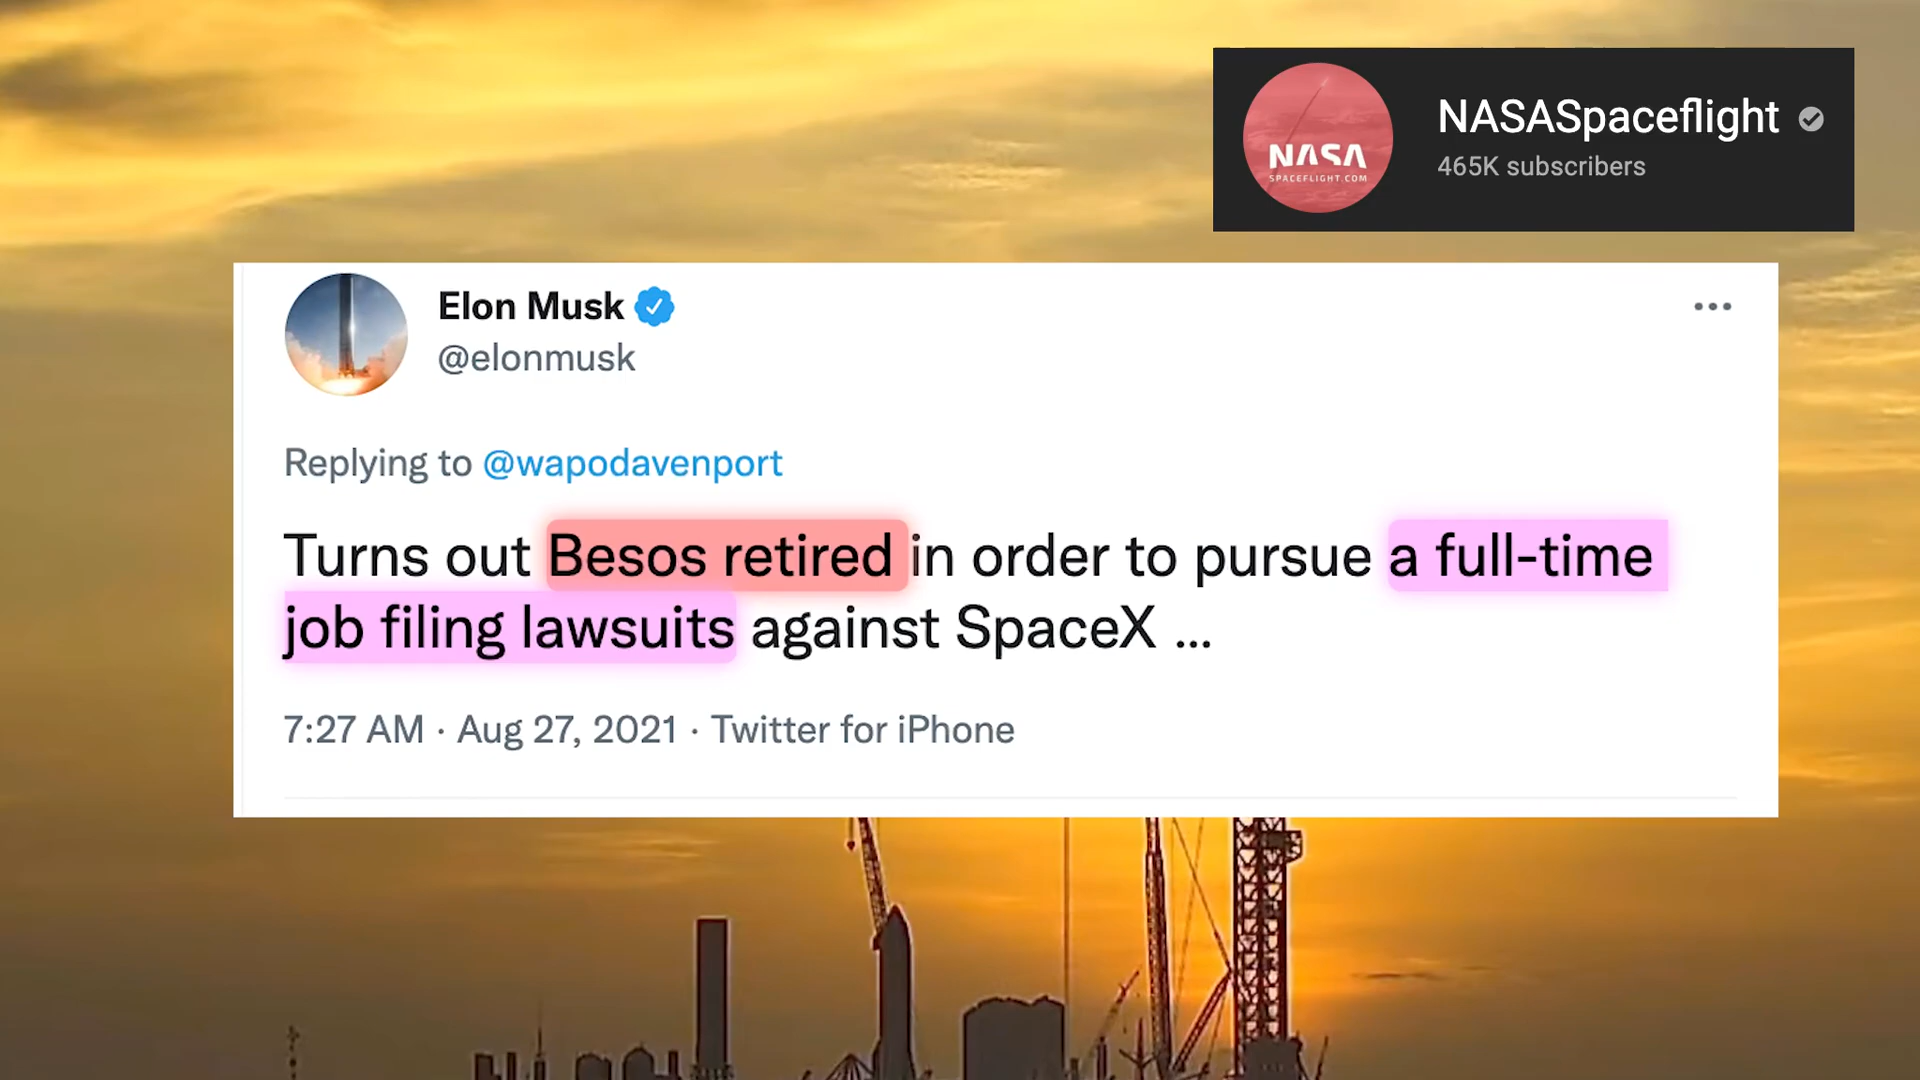 NASASpaceflight
465K subscribers
NASA
SPACEFLIGHT.COM
Elon Musk
@elonmusk
Replying to @wapodavenport
Turns out Besos retired in order to pursue a full-time
job filing lawsuits against SpaceX ...
7:27 AM · Aug 27, 2021 · Twitter for iPhone